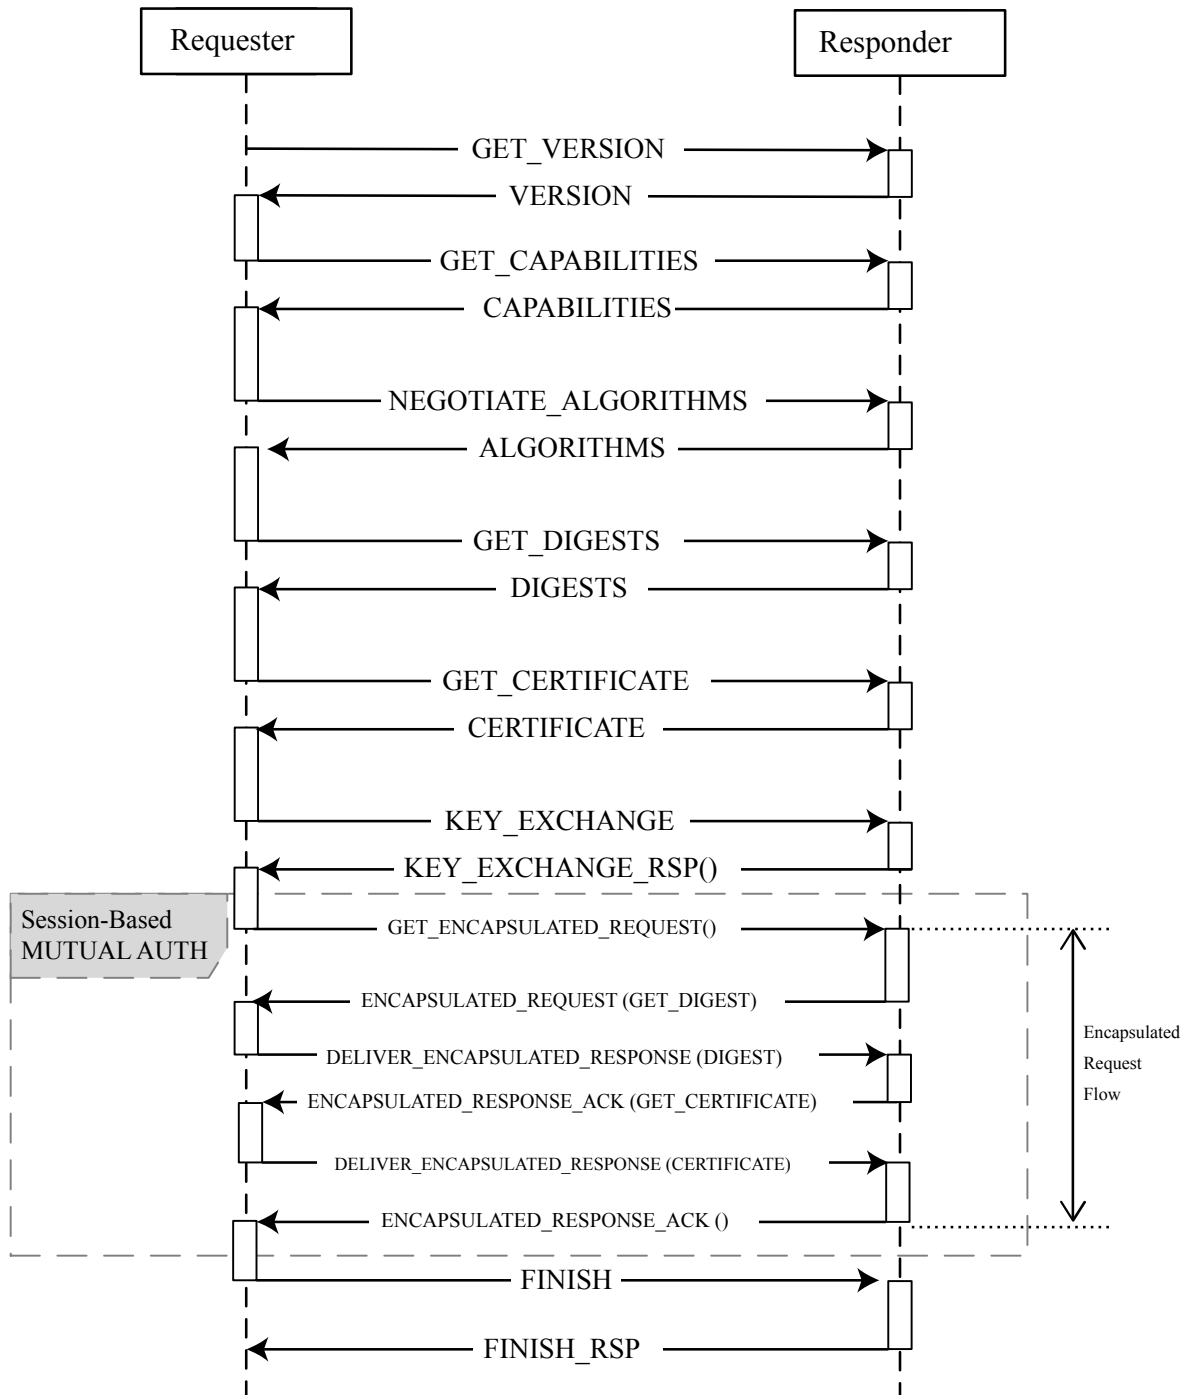 Requester
Responder
GET_VERSION
VERSION
GET_CAPABILITIES
CAPABILITIES
NEGOTIATE_ALGORITHMS
ALGORITHMS
GET_DIGESTS
DIGESTS
GET_CERTIFICATE
CERTIFICATE
KEY_EXCHANGE
KEY_EXCHANGE_RSP()
Session-Based
MUTUAL AUTH
GET_ENCAPSULATED_REQUEST()
ENCAPSULATED_REQUEST (GET_DIGEST)
DELIVER_ENCAPSULATED_RESPONSE (DIGEST)
ENCAPSULATED_RESPONSE_ACK (GET_CERTIFICATE)
DELIVER_ENCAPSULATED_RESPONSE (CERTIFICATE)
ENCAPSULATED_RESPONSE_ACK ()
Encapsulated
Request
Flow
FINISH
FINISH_RSP